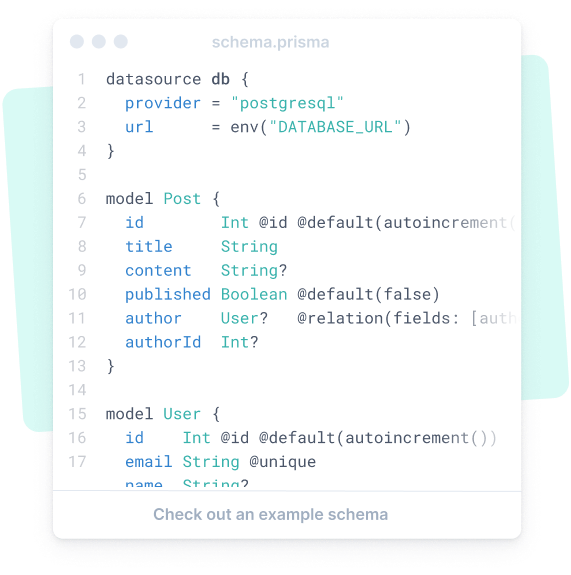 schema.prisma
1 datasource db {
2 provider = "postgresql"
3 url = env("DATABASE_URL")
4 }
5
6 model Post {
7 id Int @id @default(autoincrement(
8 title String
9 content String?
10 published Boolean @default(false)
11 author User? @relation(fields: [auth
12 authorId Int?
13 }
14
15 model User {
16 id Int @id @default(autoincrement())
17 email String @unique
name String?
Check out an example schema